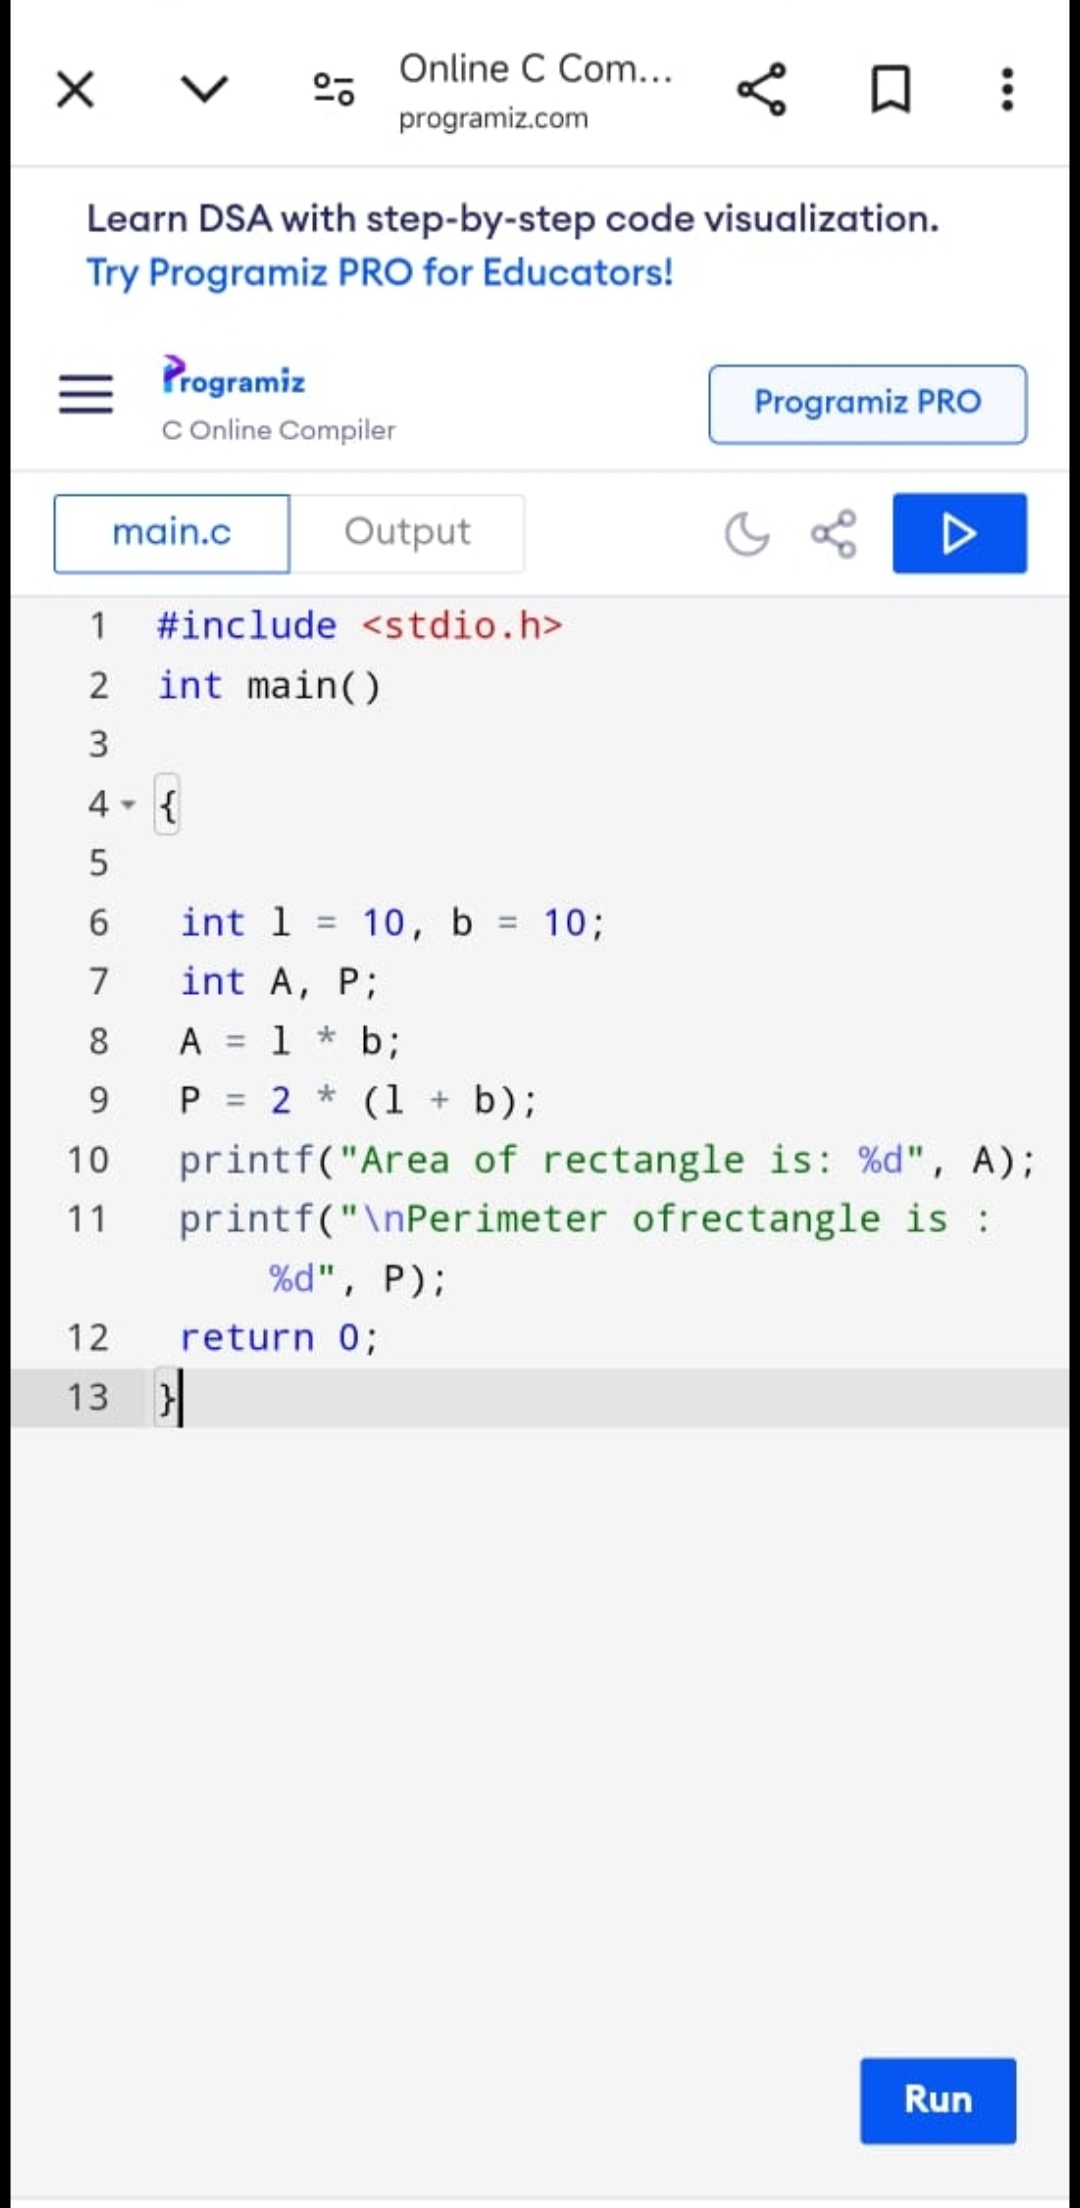 Online C Com...
programiz.com
Learn DSA with step-by-step code visualization.
Try Programiz PRO for Educators!
Programiz
C Online Compiler
Programiz PRO
main.c
Output
1 #include <stdio.h>
2 int main()
3
4 {
5
6 int l = 10, b = 10;
7 int A, P;
8 A = l * b;
9 P = 2 * (l + b);
10 printf("Area of rectangle is: %d", A);
11 printf("\nPerimeter ofrectangle is :
%d", P);
12 return 0;
13 }
Run